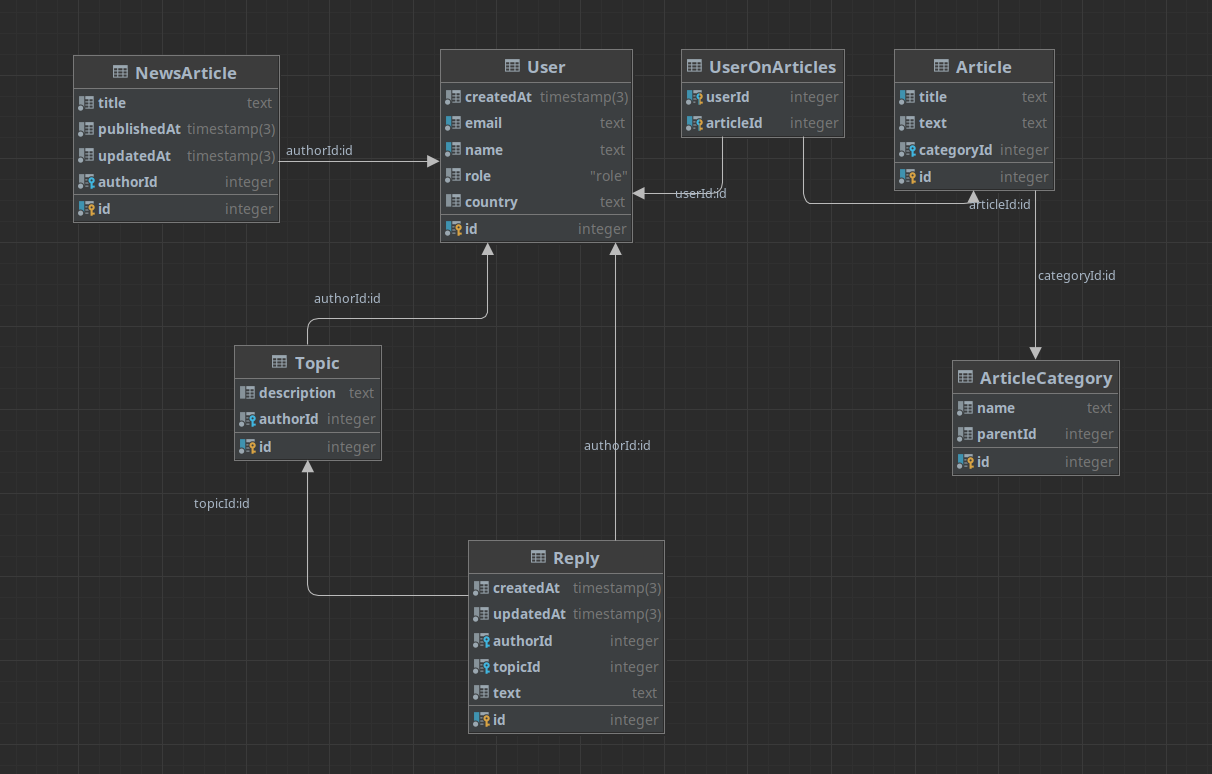 NewsArticle
title text
publishedAt timestamp(3)
updatedAt timestamp(3)
authorId integer
id integer
authorId:id
User
createdAt timestamp(3)
email text
name text
role "role"
country text
id integer
UserOnArticles
userId integer
articleId integer
userId:id
Article
title text
text text
categoryId integer
id integer
articleId:id
categoryId:id
authorId:id
Topic
description text
authorId integer
id integer
ArticleCategory
name text
parentId integer
id integer
authorId:id
topicId:id
Reply
createdAt timestamp(3)
updatedAt timestamp(3)
authorId integer
topicId integer
text text
id integer